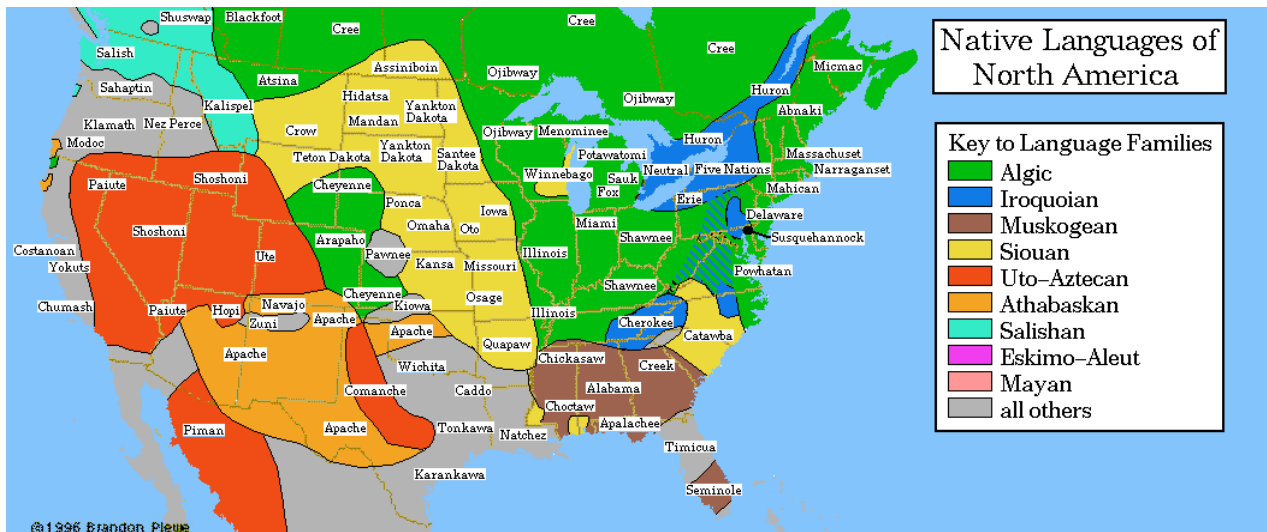 Native Languages of
North America
Key to Language Families
Algic
Iroquoian
Muskogean
Siouan
Uto-Aztecan
Athabaskan
Salishan
Eskimo-Aleut
Mayan
all others
Shuswap
Blackfoot
Cree
Cree
Salish
Cree
Micmac
Assiniboin
Ojibway
Atsina
Sahaptin
Kalispel
Hidatsa
Huron
Ojibway
Yankton
Dakota
Abnaki
Klamath
Nez Perce
Mandan
Crow
Ojibway
Menominee
Huron
Modoc
Yankton
Dakota
Santee
Dakota
Potawatomi
Massachuset
Teton Dakota
Winnebago
Sauk
Fox
Neutral
Five Nations
Narraganset
Paiute
Shoshoni
Cheyenne
Mahican
Ponca
Erie
Iowa
Delaware
Omaha
Oto
Miami
Shoshoni
Arapaho
Shawnee
Susquehannock
Costanoan
Ute
Pawnee
Illinois
Yokuts
Kansa
Missouri
Powhatan
Shawnee
Cheyenne
Osage
Chumash
Paiute
Hopi
Navajo
Kiowa
Zuni
Apache
Illinois
Cherokee
Apache
Catawba
Quapaw
Apache
Chickasaw
Wichita
Creek
Comanche
Caddo
Alabama
Choctaw
Piman
Apache
Tonkawa
Natchez
Apalachee
Timicua
Karankawa
Seminole
©1996 Brandon Plewe